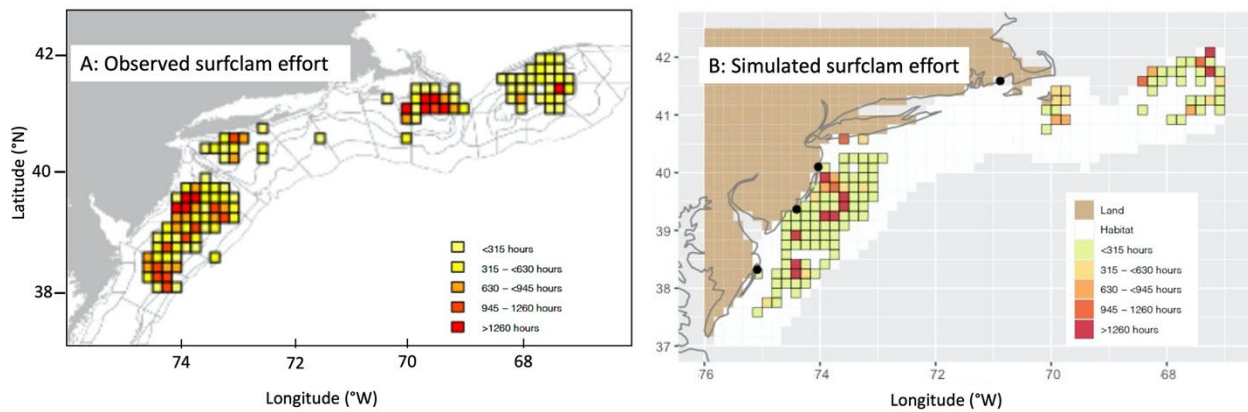 A: Observed surfclam effort
Latitude (°N)
42
40
38
<315 hours
315 – <630 hours
630 – <945 hours
945 – 1260 hours
>1260 hours
74
72
70
68
Longitude (°W)
B: Simulated surfclam effort
42
41
40
39
38
37
Land
Habitat
<315 hours
315 – <630 hours
630 – <945 hours
945 – 1260 hours
>1260 hours
76
74
72
70
68
Longitude (°W)